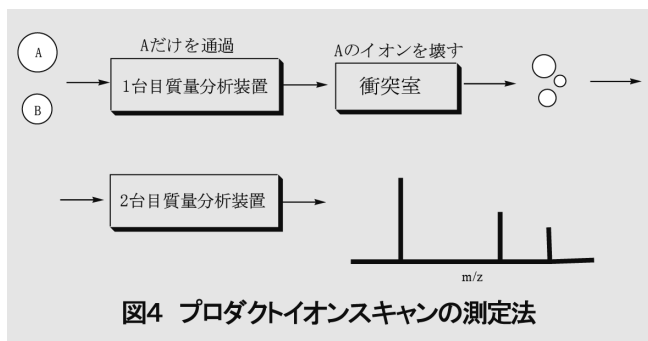 Aだけを通過
Aのイオンを壊す
A
1台目質量分析装置
衝突室
B
2台目質量分析装置
m/z
図4 プロダクトイオンスキャンの測定法